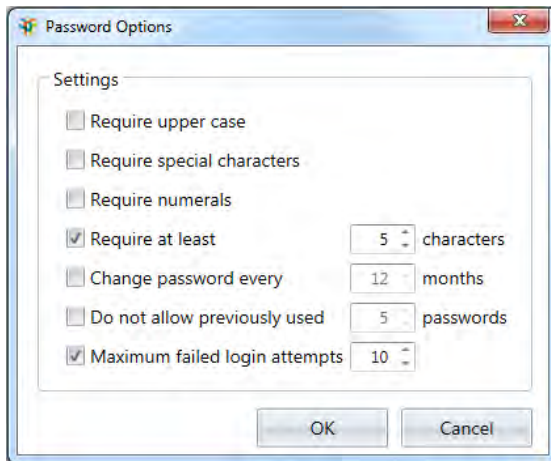 Password Options
Settings
Require upper case
Require special characters
Require numerals
Require at least 5 characters
Change password every 12 months
Do not allow previously used 5 passwords
Maximum failed login attempts 10
OK Cancel